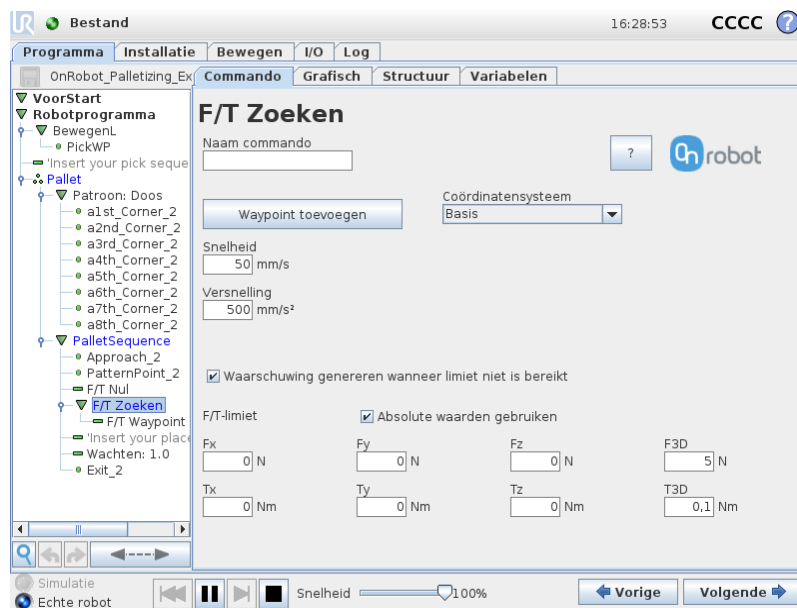 Bestand
16:28:53
CCCC
?
Programma
Installatie
Bewegen
I/O
Log
OnRobot_Palletizing_Ex
Commando
Grafisch
Structuur
Variabelen
VoorStart
Robotprogramma
BewegenL
PickWP
'Insert your pick seque
Pallet
Patroon: Doos
a1st_Corner_2
a2nd_Corner_2
a3rd_Corner_2
a4th_Corner_2
a5th_Corner_2
a6th_Corner_2
a7th_Corner_2
a8th_Corner_2
PalletSequence
Approach_2
PatternPoint_2
F/T Nul
F/T Zoeken
F/T Waypoint
'Insert your place
Wachten: 1.0
Exit_2
F/T Zoeken
Naam commando
?
On robot
Waypoint toevoegen
Coördinatensysteem
Basis
Snelheid
50 mm/s
Versnelling
500 mm/s²
Waarschuwing genereren wanneer limiet niet is bereikt
F/T-limiet
Absolute waarden gebruiken
Fx
Fy
Fz
F3D
0 N
0 N
0 N
5 N
Tx
Ty
Tz
T3D
0 Nm
0 Nm
0 Nm
0,1 Nm
Simulatie
Echte robot
Snelheid
100%
Vorige
Volgende